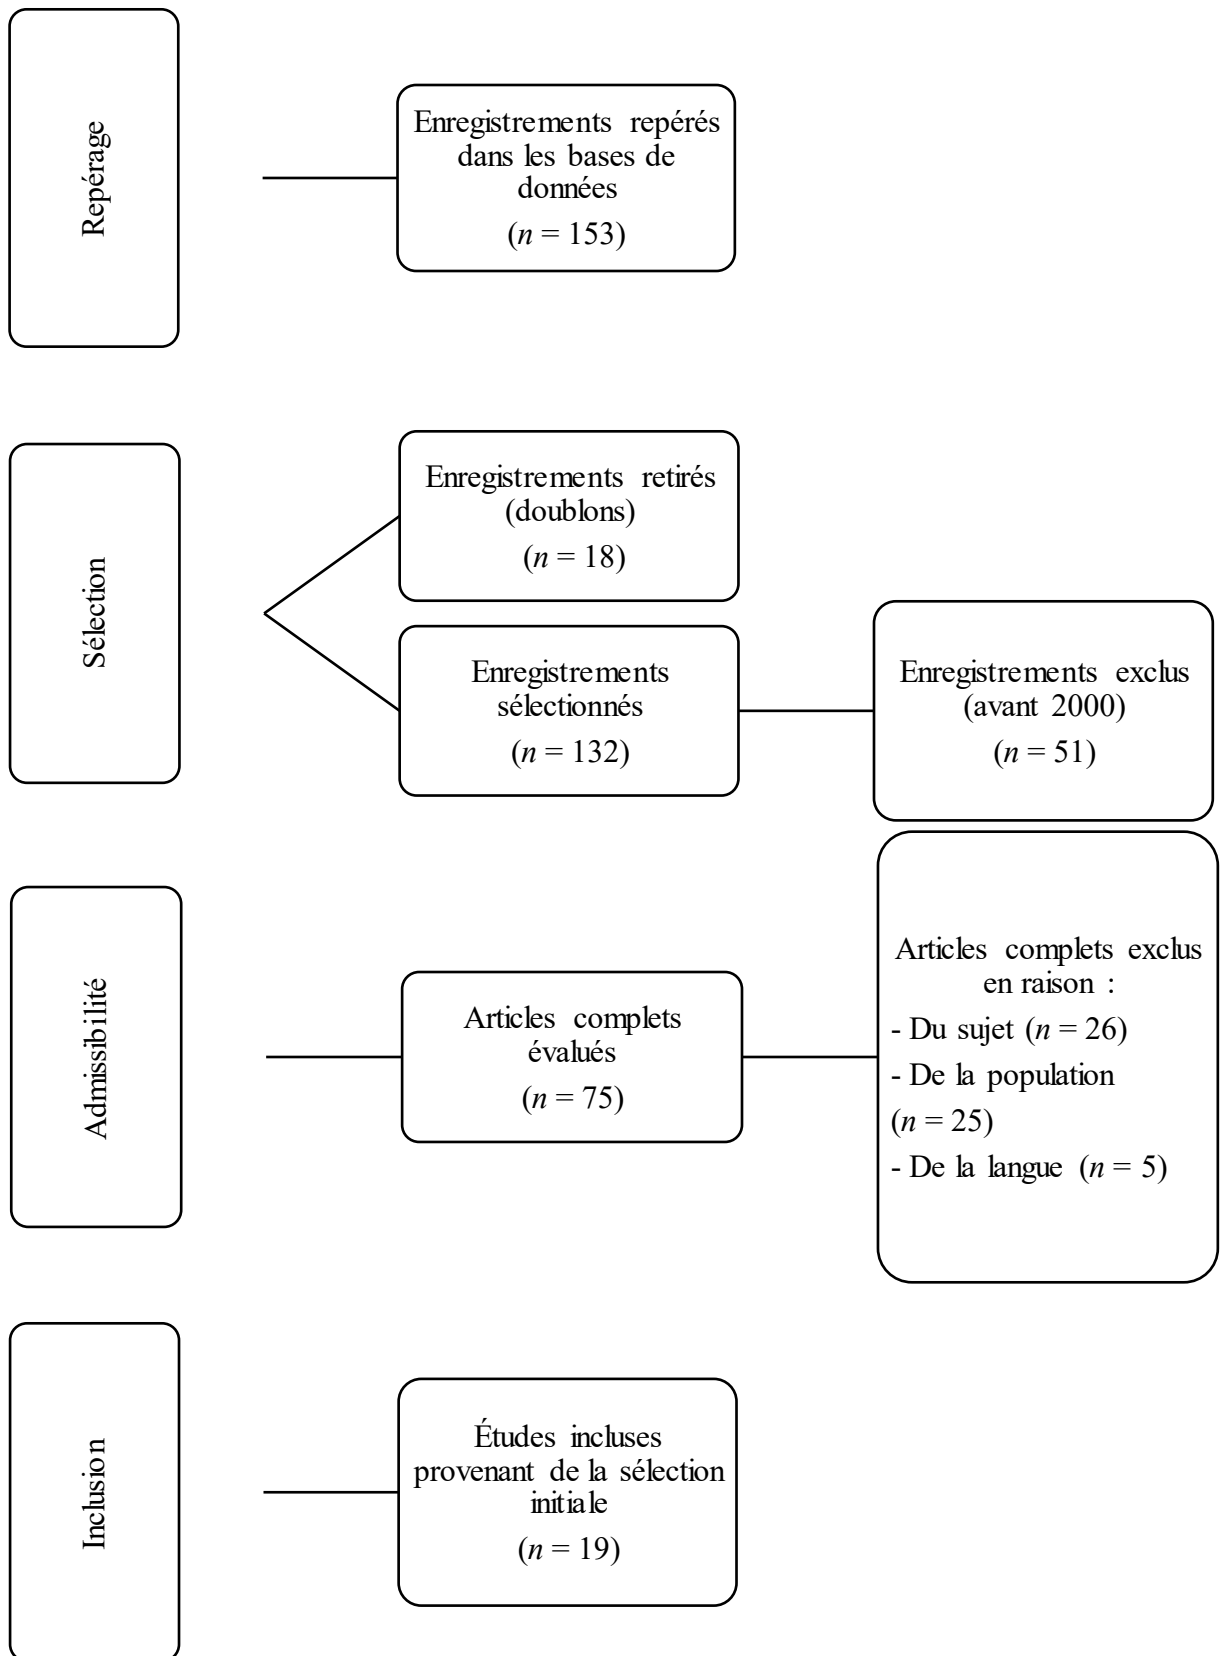 Repérage
Enregistrements repérés
dans les bases de
données
(n = 153)
Sélection
Enregistrements retirés
(doublons)
(n = 18)
Enregistrements
sélectionnés
(n = 132)
Enregistrements exclus
(avant 2000)
(n = 51)
Admissibilité
Articles complets
évalués
(n = 75)
Articles complets exclus
en raison :
- Du sujet (n = 26)
- De la population
(n = 25)
- De la langue (n = 5)
Inclusion
Études incluses
provenant de la sélection
initiale
(n = 19)